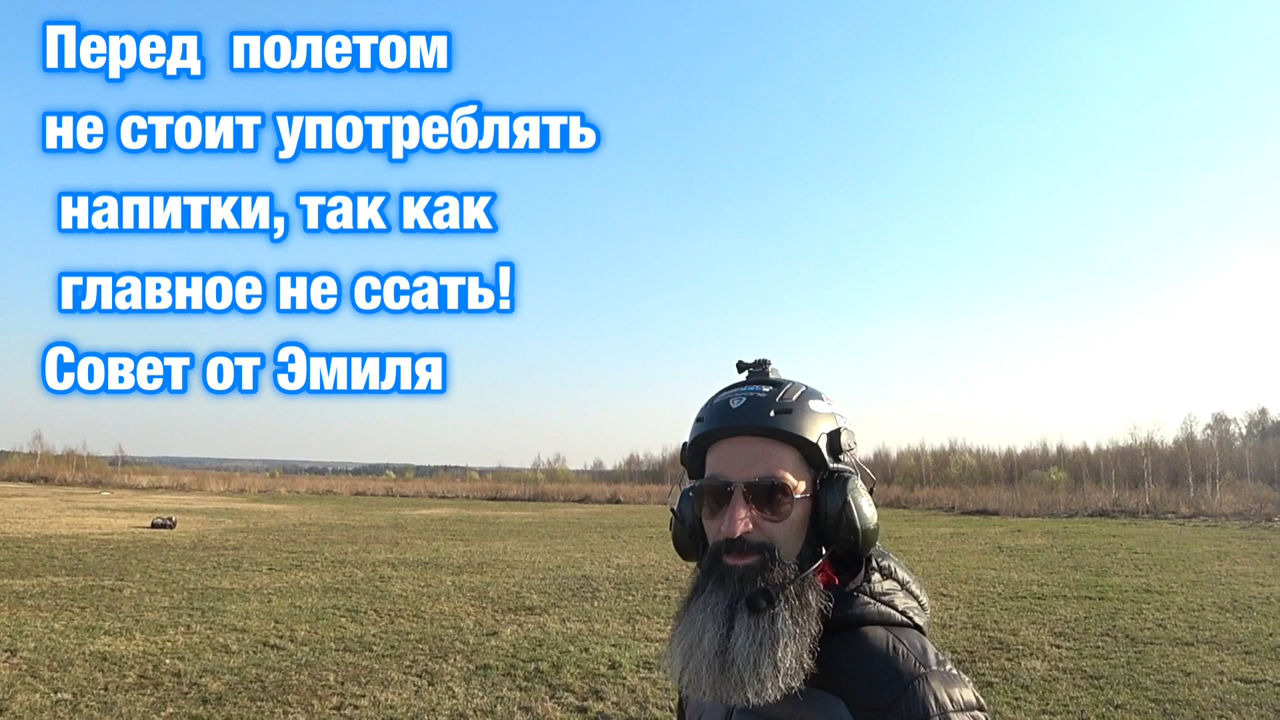 Перед полетом
не стоит употреблять
напитки, так как
главное не ссать!
Совет от Эмиля